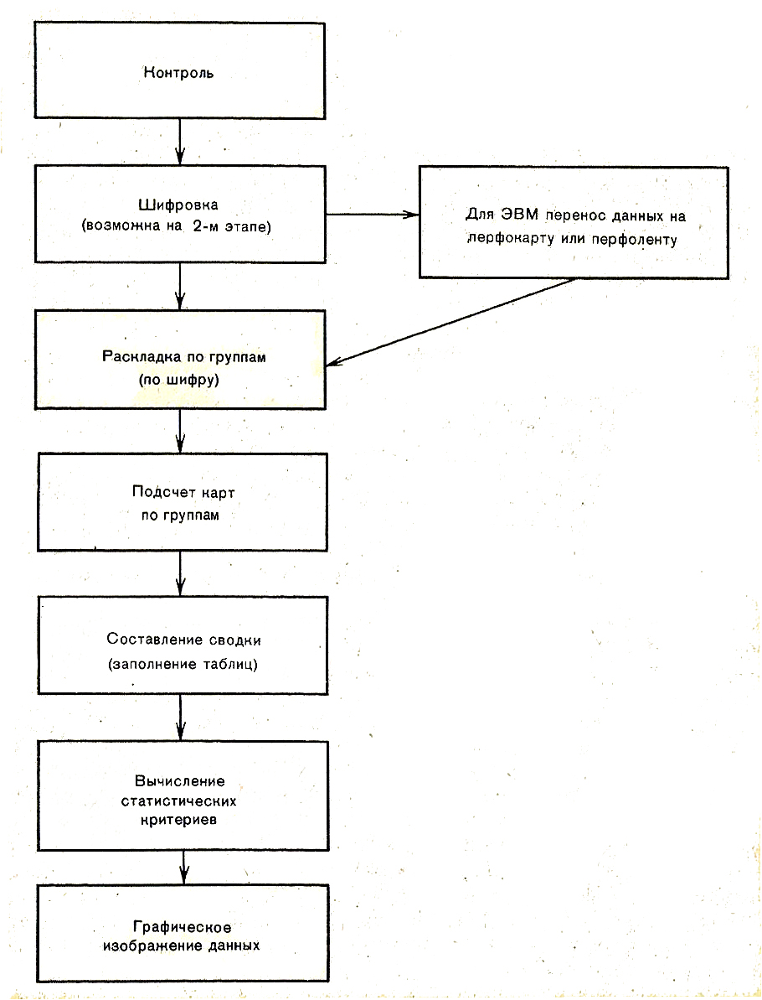 Контроль
Шифровка
(возможна на 2-м этапе)
Для ЭВМ перенос данных на
перфокарту или перфоленту
Раскладка по группам
(по шифру)
Подсчет карт
по группам
Составление сводки
(заполнение таблиц)
Вычисление
статистических
критериев
Графическое
изображение данных